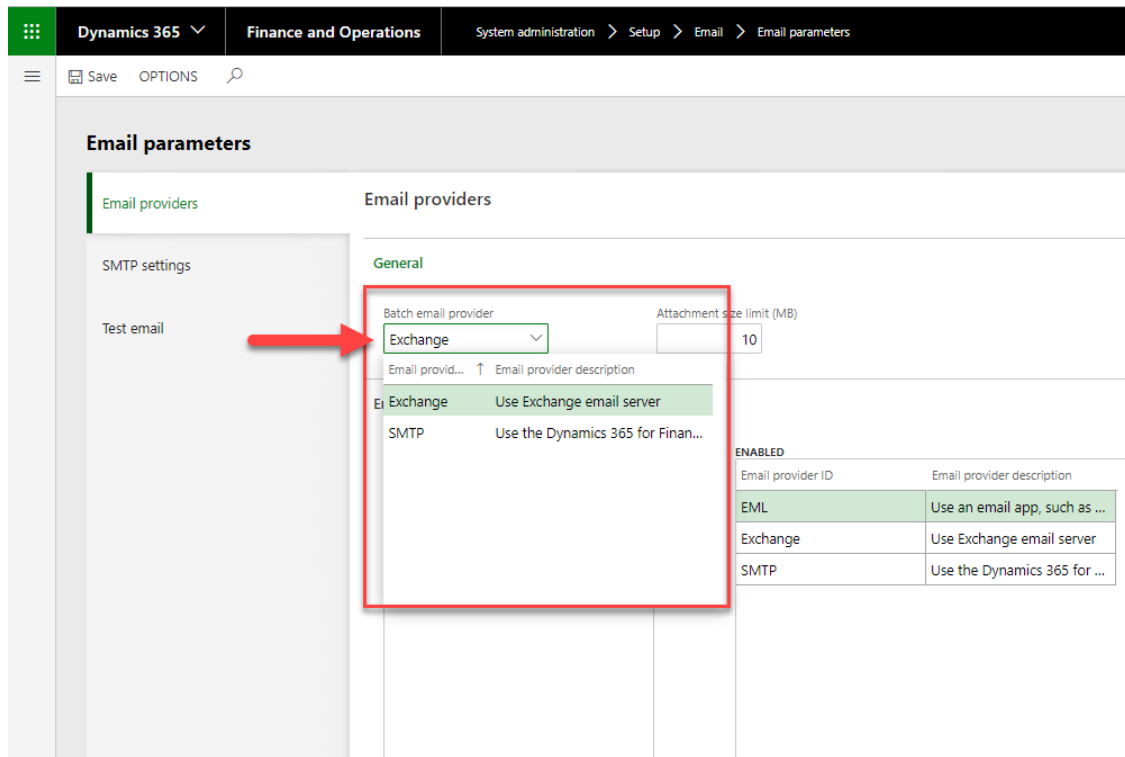 Dynamics 365 Finance and Operations System administration Setup Email Email parameters
Save OPTIONS
Email parameters
Email providers
SMTP settings
Test email
Email providers
General
Batch email provider Attachment size limit (MB)
Exchange 10
Email provid... Email provider description
Exchange Use Exchange email server
SMTP Use the Dynamics 365 for Finan...
ENABLED
Email provider ID Email provider description
EML Use an email app, such as ...
Exchange Use Exchange email server
SMTP Use the Dynamics 365 for ...